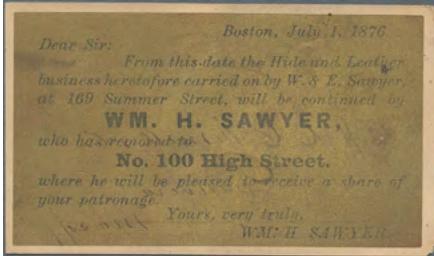 Boston, July 1, 1876
Dear Sir:
From this date the Hide and Leather
business heretofore carried on by W. & E. Sawyer,
at 169 Summer Street, will be continued by
WM. H. SAWYER,
who has removed to
No. 100 High Street.
where he will be pleased to receive a share of
your patronage.
Yours, very truly,
WM. H. SAWYER